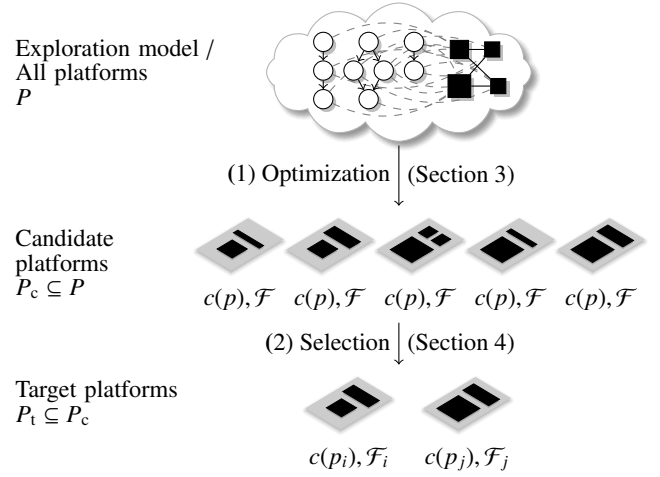 Exploration model /
All platforms
P
(1) Optimization (Section 3)
Candidate
platforms
P_c ⊆ P
c(p), ℱ c(p), ℱ c(p), ℱ c(p), ℱ c(p), ℱ
(2) Selection (Section 4)
Target platforms
P_t ⊆ P_c
c(p_i), ℱ_i c(p_j), ℱ_j